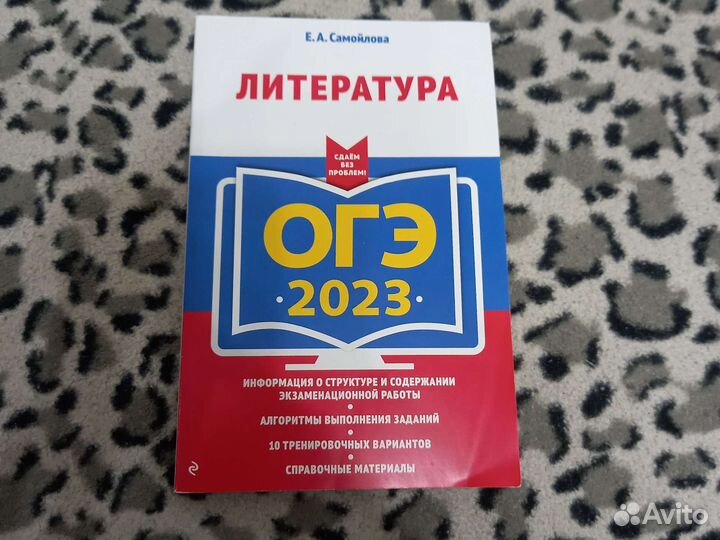 Е. А. Самойлова
ЛИТЕРАТУРА
СДАЁМ БЕЗ ПРОБЛЕМ!
ОГЭ
·2023·
ИНФОРМАЦИЯ О СТРУКТУРЕ И СОДЕРЖАНИИ
ЭКЗАМЕНАЦИОННОЙ РАБОТЫ
•
АЛГОРИТМЫ ВЫПОЛНЕНИЯ ЗАДАНИЙ
•
10 ТРЕНИРОВОЧНЫХ ВАРИАНТОВ
•
СПРАВОЧНЫЕ МАТЕРИАЛЫ
Avito